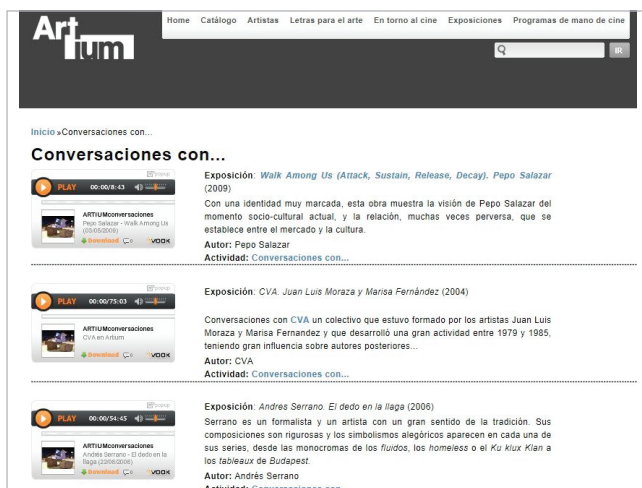 Artium
Home Catálogo Artistas Letras para el arte En torno al cine Exposiciones Programas de mano de cine
IR
Inicio »Conversaciones con...
Conversaciones con...
popup
PLAY 00:00/8:43
ARTIUMconversaciones
Pepo Salazar - Walk Among Us
(03/05/2009)
Download VOOX
Exposición: Walk Among Us (Attack, Sustain, Release, Decay). Pepo Salazar
(2009)
Con una identidad muy marcada, esta obra muestra la visión de Pepo Salazar del
momento socio-cultural actual, y la relación, muchas veces perversa, que se
establece entre el mercado y la cultura.
Autor: Pepo Salazar
Actividad: Conversaciones con...
popup
PLAY 00:00/75:03
ARTIUMconversaciones
CVA en Artium
Download VOOX
Exposición: CVA. Juan Luis Moraza y Marisa Fernández (2004)
Conversaciones con CVA un colectivo que estuvo formado por los artistas Juan Luis
Moraza y Marisa Fernandez y que desarrolló una gran actividad entre 1979 y 1985,
teniendo gran influencia sobre autores posteriores...
Autor: CVA
Actividad: Conversaciones con...
popup
PLAY 00:00/54:45
ARTIUMconversaciones
Andrés Serrano - El dedo en la
llaga (22/08/2006)
Download VOOX
Exposición: Andres Serrano. El dedo en la llaga (2006)
Serrano es un formalista y un artista con un gran sentido de la tradición. Sus
composiciones son rigurosas y los simbolismos alegóricos aparecen en cada una de
sus series, desde las monocromas de los fluidos, los homeless o el Ku klux Klan a
los tableaux de Budapest.
Autor: Andrés Serrano
Actividad: Conversaciones con...